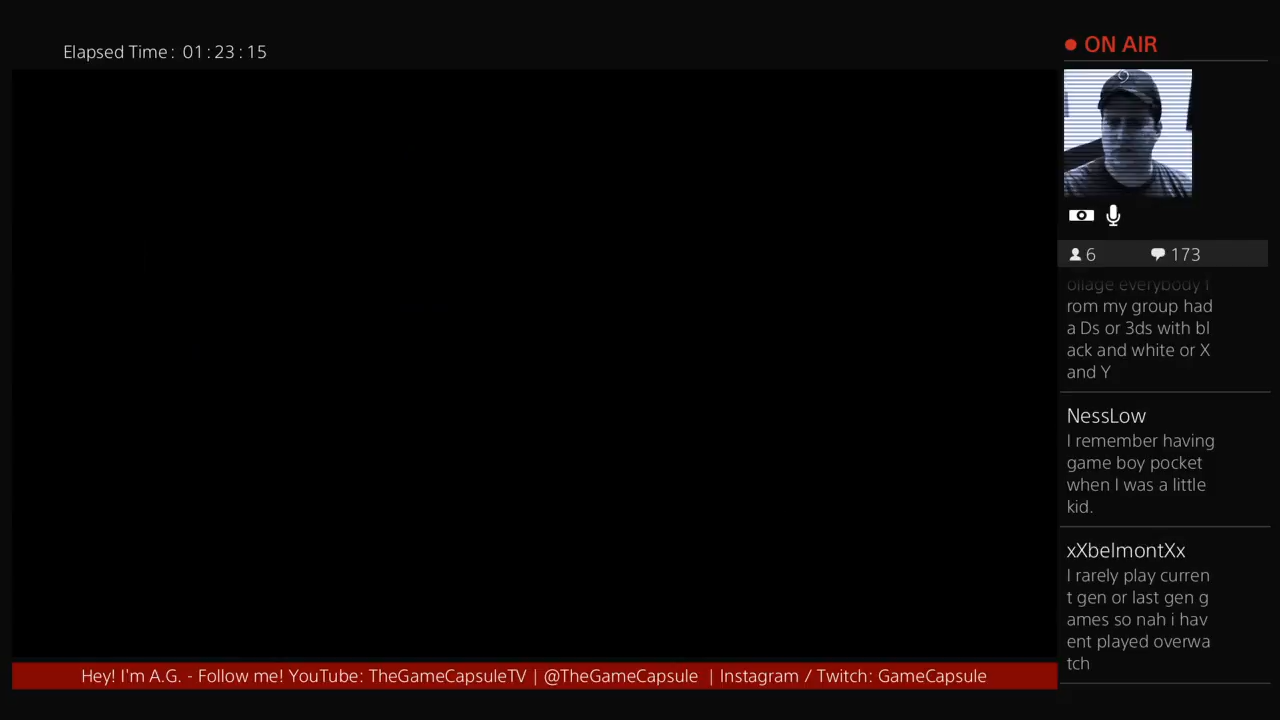 Elapsed Time: 01:23:15
ON AIR
6 173
ollage everybody f
rom my group had
a Ds or 3ds with bl
ack and white or X
and Y
NessLow
I remember having
game boy pocket
when I was a little
kid.
xXbelmontXx
I rarely play curren
t gen or last gen g
ames so nah i hav
ent played overwa
tch
Hey! I'm A.G. - Follow me! YouTube: TheGameCapsuleTV | @TheGameCapsule | Instagram / Twitch: GameCapsule